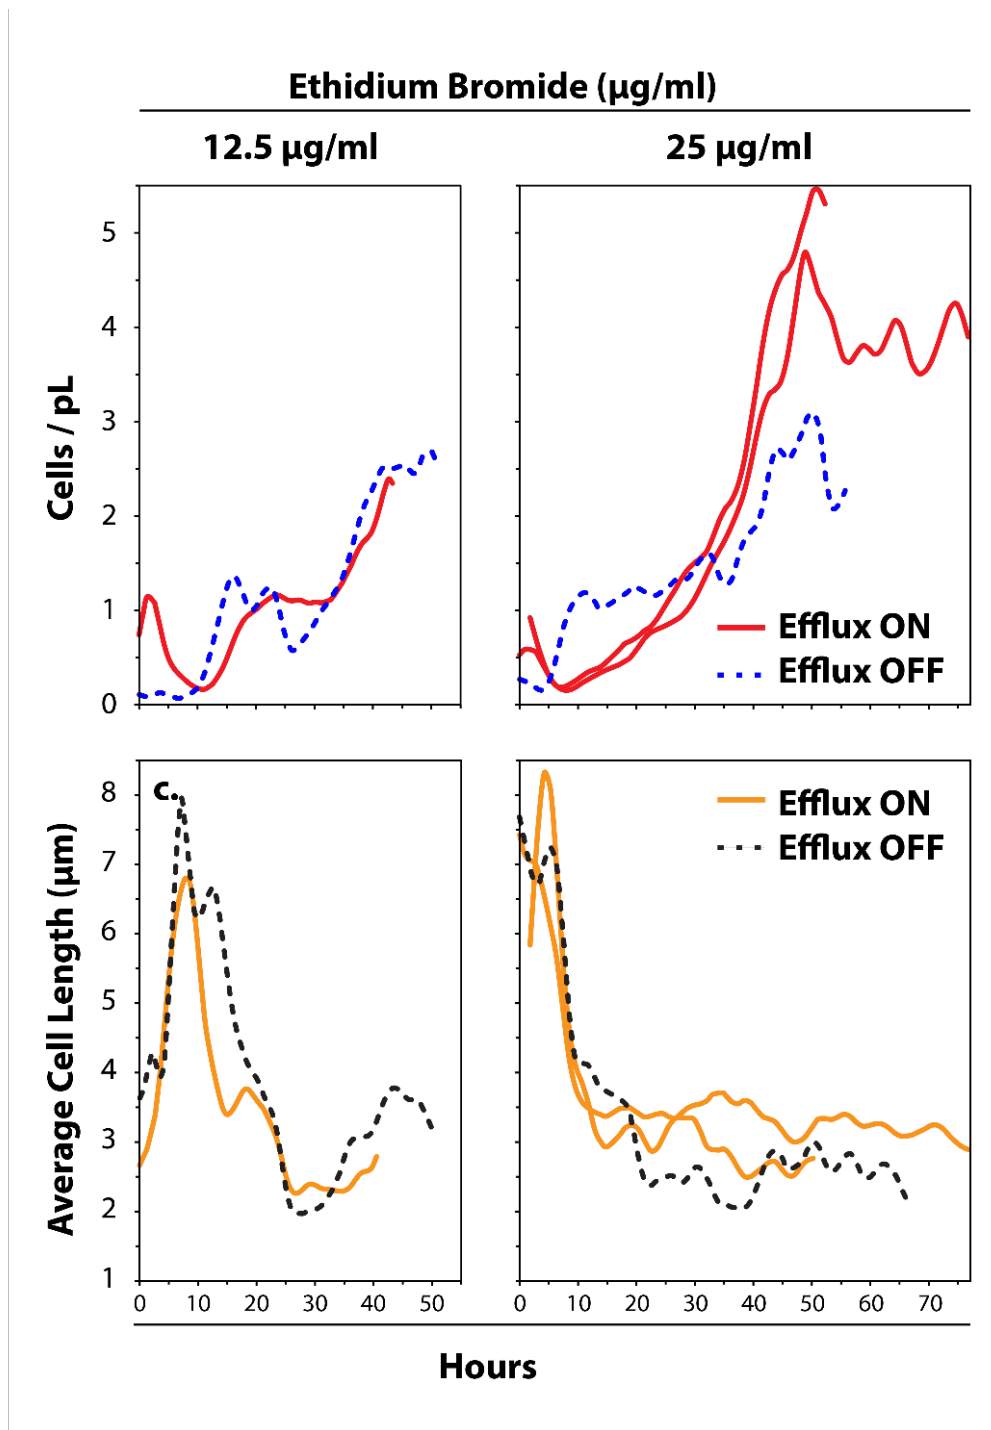 Ethidium Bromide (µg/ml)
12.5 µg/ml
25 µg/ml
Cells / pL
5
4
3
2
1
0
Efflux ON
Efflux OFF
Average Cell Length (µm)
c.
8
7
6
5
4
3
2
1
Efflux ON
Efflux OFF
0 10 20 30 40 50
0 10 20 30 40 50 60 70
Hours